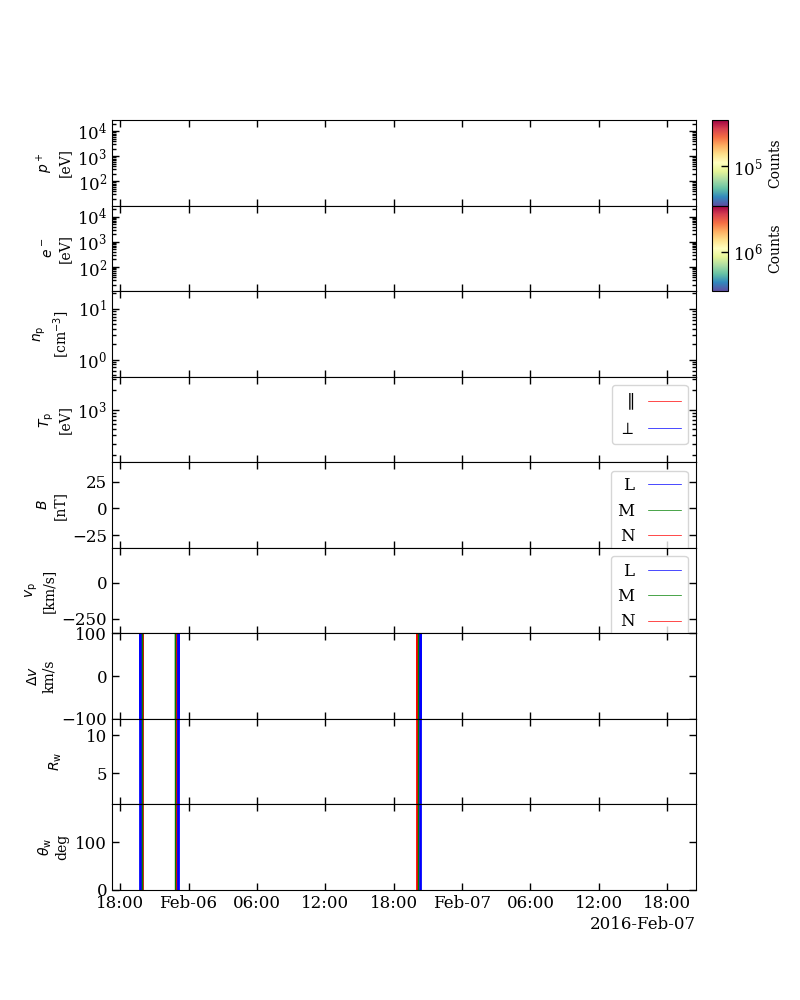 10⁴
10³
10²
p⁺
[eV]
10⁵
Counts
10⁴
10³
10²
e⁻
[eV]
10⁶
Counts
10¹
10⁰
nₚ
[cm⁻³]
10³
Tₚ
[eV]
∥
⊥
25
0
−25
B
[nT]
L
M
N
0
−250
vₚ
[km/s]
L
M
N
100
0
−100
Δv
km/s
10
5
R_w
100
0
θ_w
deg
18:00 Feb-06 06:00 12:00 18:00 Feb-07 06:00 12:00 18:00
2016-Feb-07